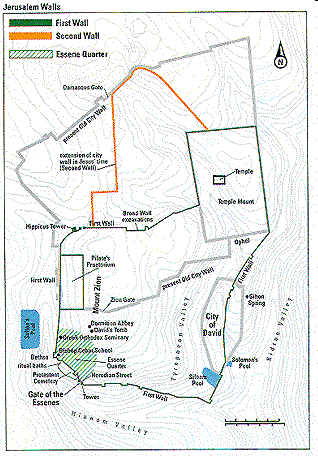 Jerusalem Walls
First Wall
Second Wall
Essene Quarter
N
Damascus Gate
present Old City Wall
extension of city
wall in Jesus' time
(Second Wall)
Temple
Temple Mount
Broad Wall
excavations
Hippicus Tower
First Wall
Ophel
Pilate's
Praetorium
First Wall
Mount Zion
present Old City Wall
First Wall
Zion Gate
Gihon
Spring
City
of
David
Tyropoeon Valley
Kidron Valley
Dormition Abbey
David's Tomb
Greek Orthodox Seminary
Bishop Gobat School
Bethso
ritual baths
Essene
Quarter
Solomon's
Pool
Siloam
Pool
Protestant
Cemetery
Herodian Street
Gate of the
Essenes
Tower
First Wall
Hinnom Valley